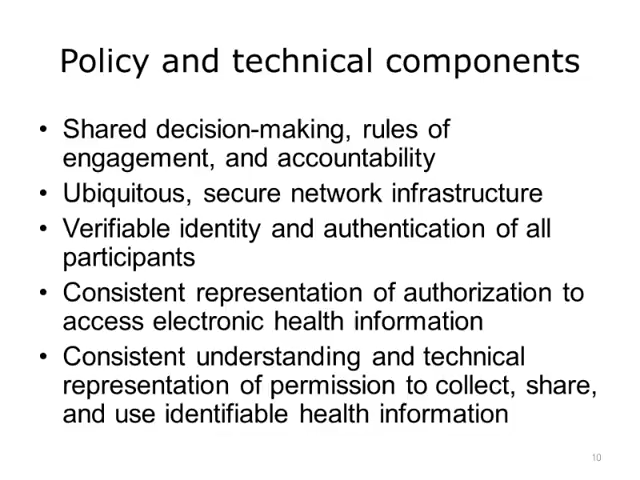 Policy and technical components
• Shared decision-making, rules of
engagement, and accountability
• Ubiquitous, secure network infrastructure
• Verifiable identity and authentication of all
participants
• Consistent representation of authorization to
access electronic health information
• Consistent understanding and technical
representation of permission to collect, share,
and use identifiable health information
10